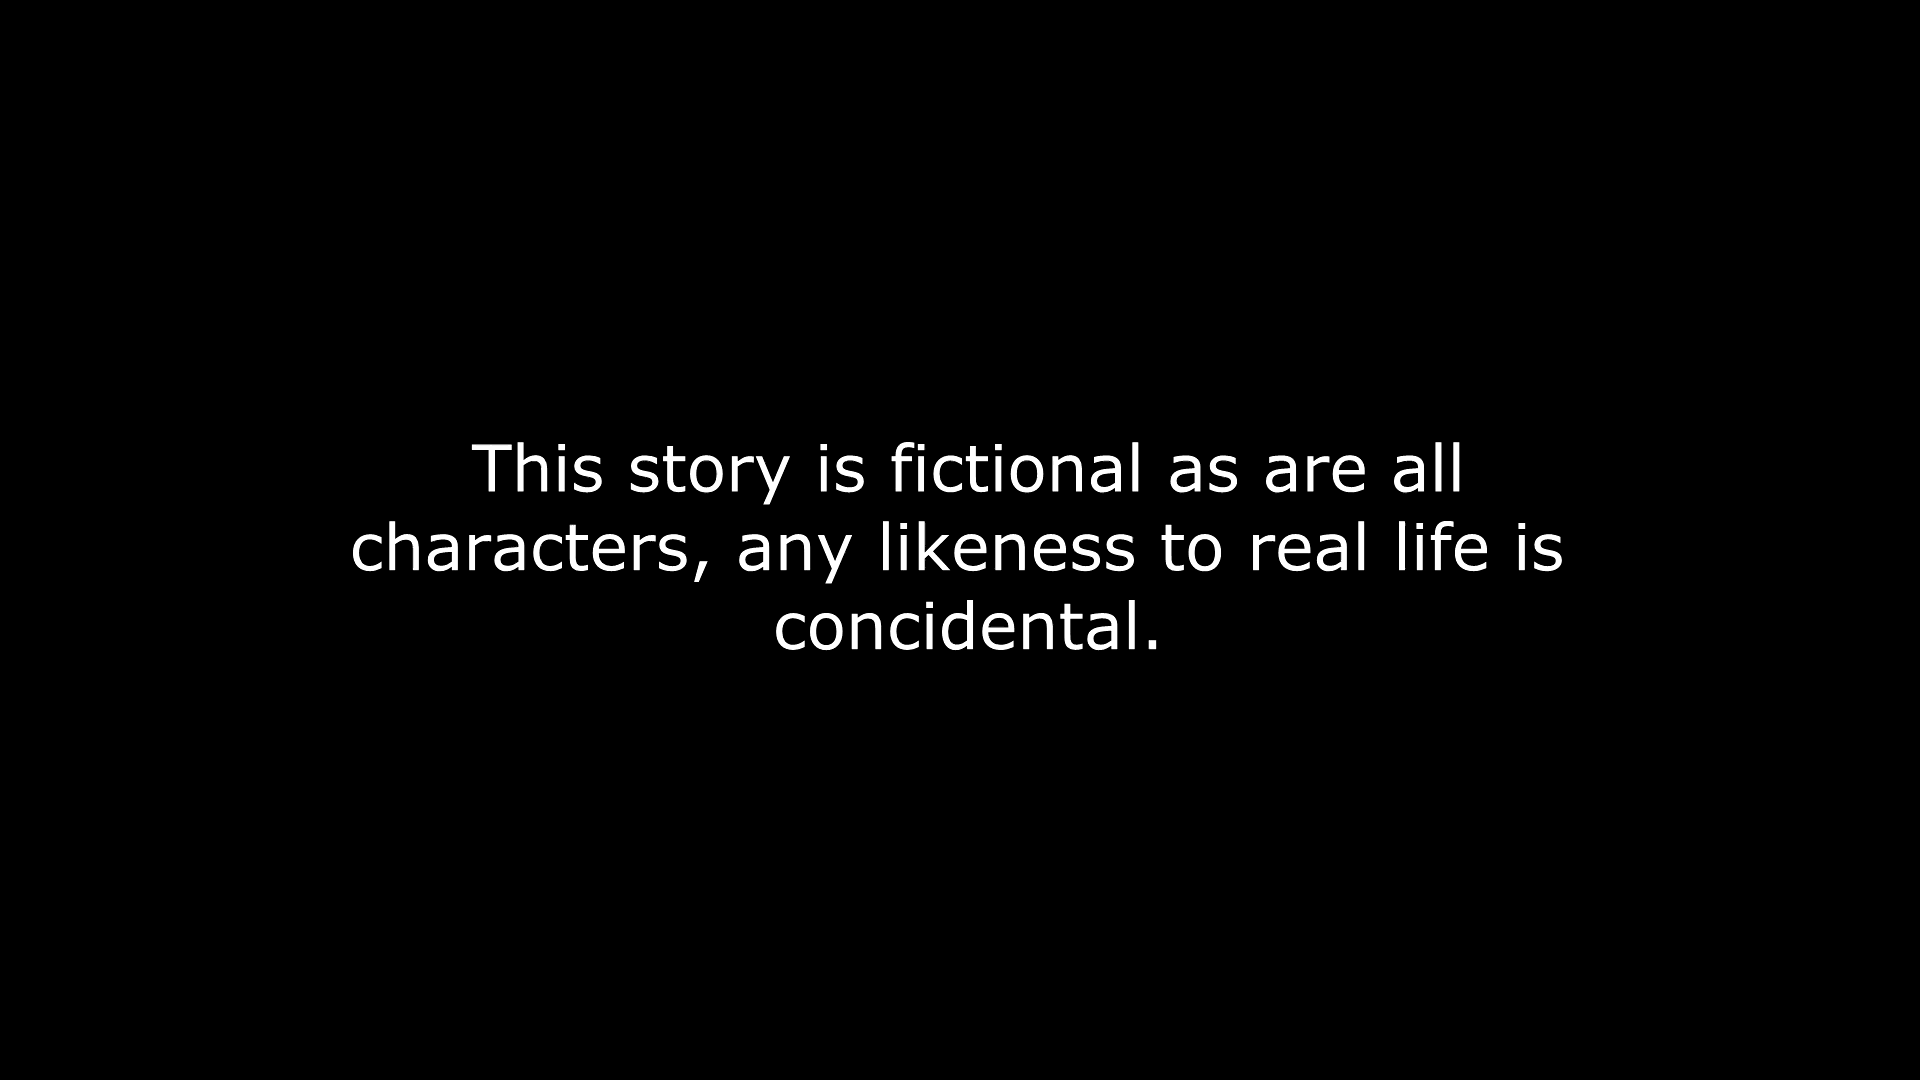 This story is fictional as are all
characters, any likeness to real life is
concidental.